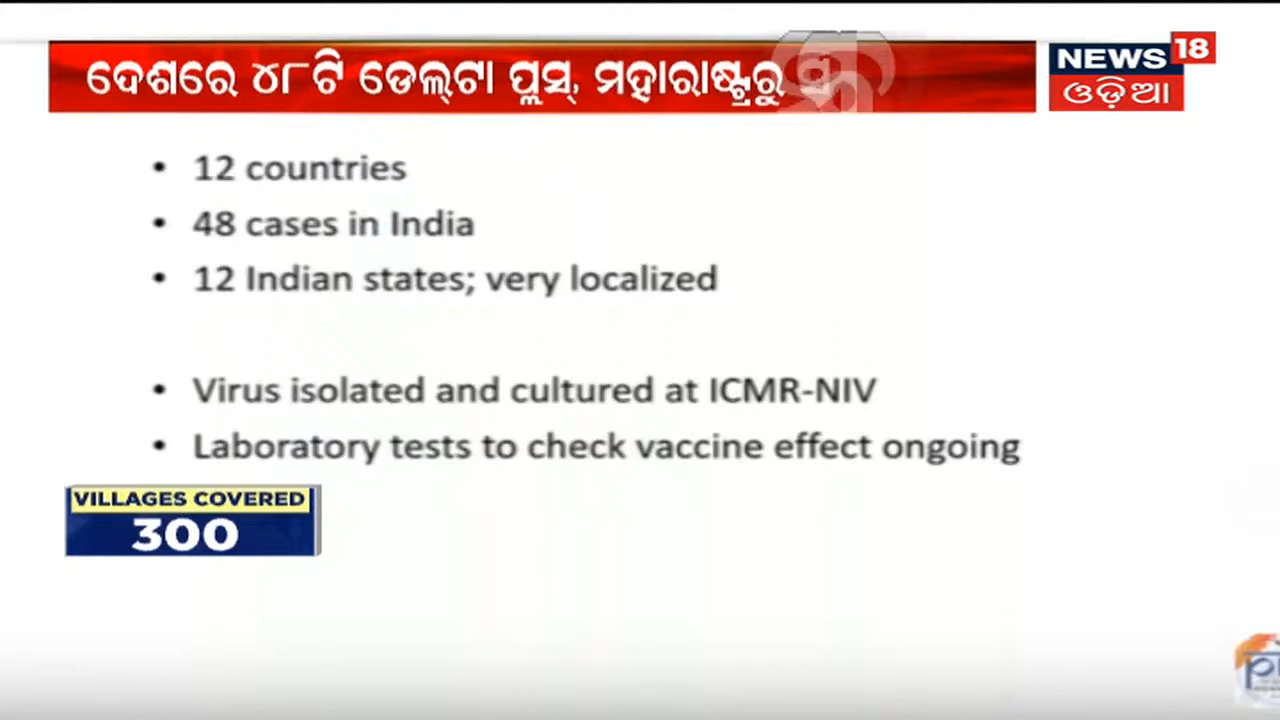 ଦେଶରେ ୪୮ଟି ଡେଲ୍‌ଟା ପ୍ଲସ୍, ମହାରାଷ୍ଟ୍ରରୁ
NEWS 18
ଓଡ଼ିଆ
• 12 countries
• 48 cases in India
• 12 Indian states; very localized
• Virus isolated and cultured at ICMR-NIV
• Laboratory tests to check vaccine effect ongoing
VILLAGES COVERED
300